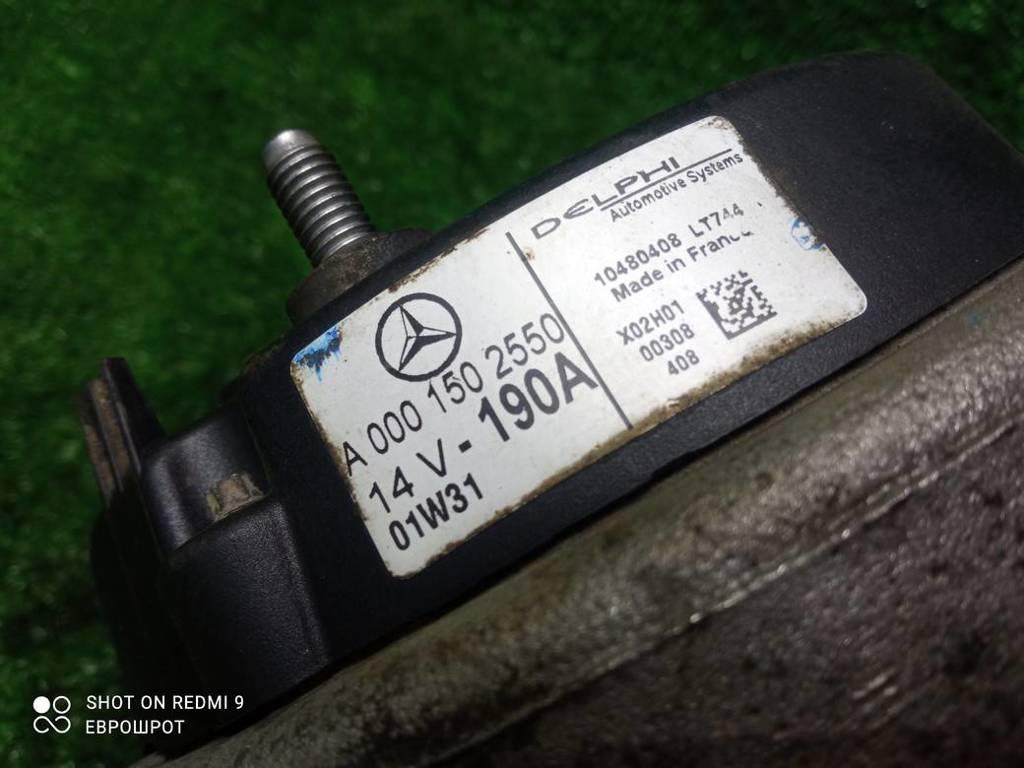 A 000 150 2550
14 V - 190A
01W31
DELPHI
Automotive Systems
10480408 LT744
Made in France
X02H01
00308
408
SHOT ON REDMI 9
ЕВРОШРОТ